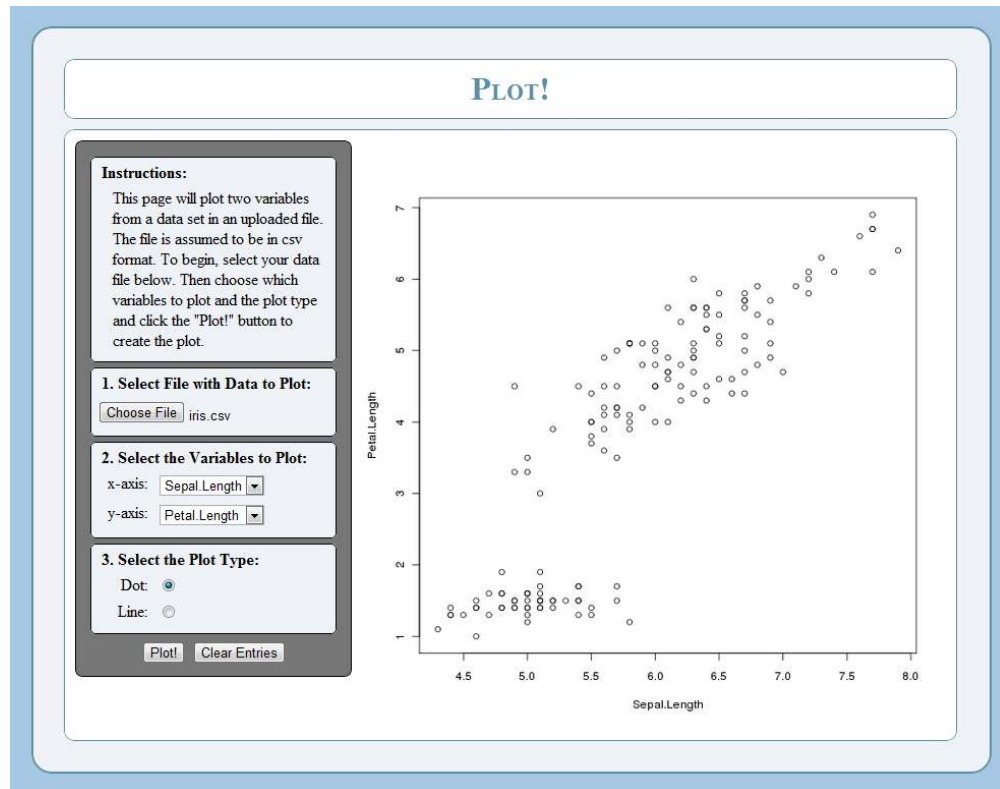 PLOT!
Instructions:
This page will plot two variables
from a data set in an uploaded file.
The file is assumed to be in csv
format. To begin, select your data
file below. Then choose which
variables to plot and the plot type
and click the "Plot!" button to
create the plot.
1. Select File with Data to Plot:
Choose File iris.csv
2. Select the Variables to Plot:
x-axis: Sepal.Length
y-axis: Petal.Length
3. Select the Plot Type:
Dot:
Line:
Plot! Clear Entries
Petal.Length
7
6
5
4
3
2
1
4.5 5.0 5.5 6.0 6.5 7.0 7.5 8.0
Sepal.Length